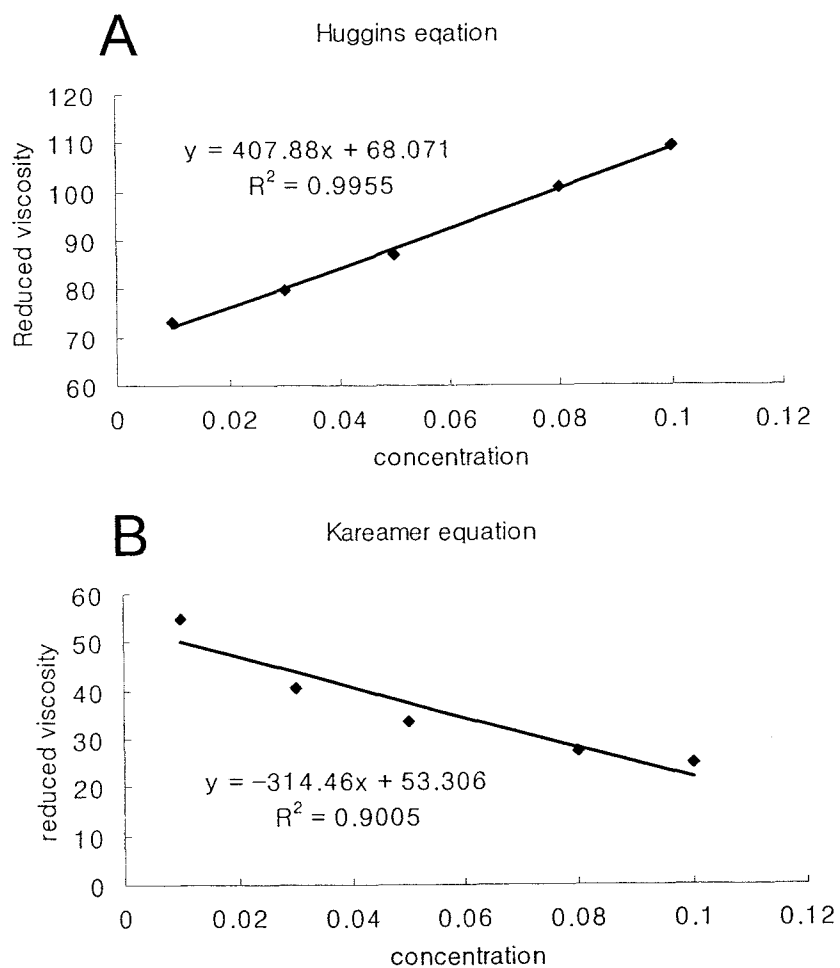 A
Huggins eqation
120
110
100
90
80
70
60
Reduced viscosity
y = 407.88x + 68.071
R² = 0.9955
0 0.02 0.04 0.06 0.08 0.1 0.12
concentration
B
Kareamer equation
60
50
40
30
20
10
0
reduced viscosity
y = −314.46x + 53.306
R² = 0.9005
0 0.02 0.04 0.06 0.08 0.1 0.12
concentration